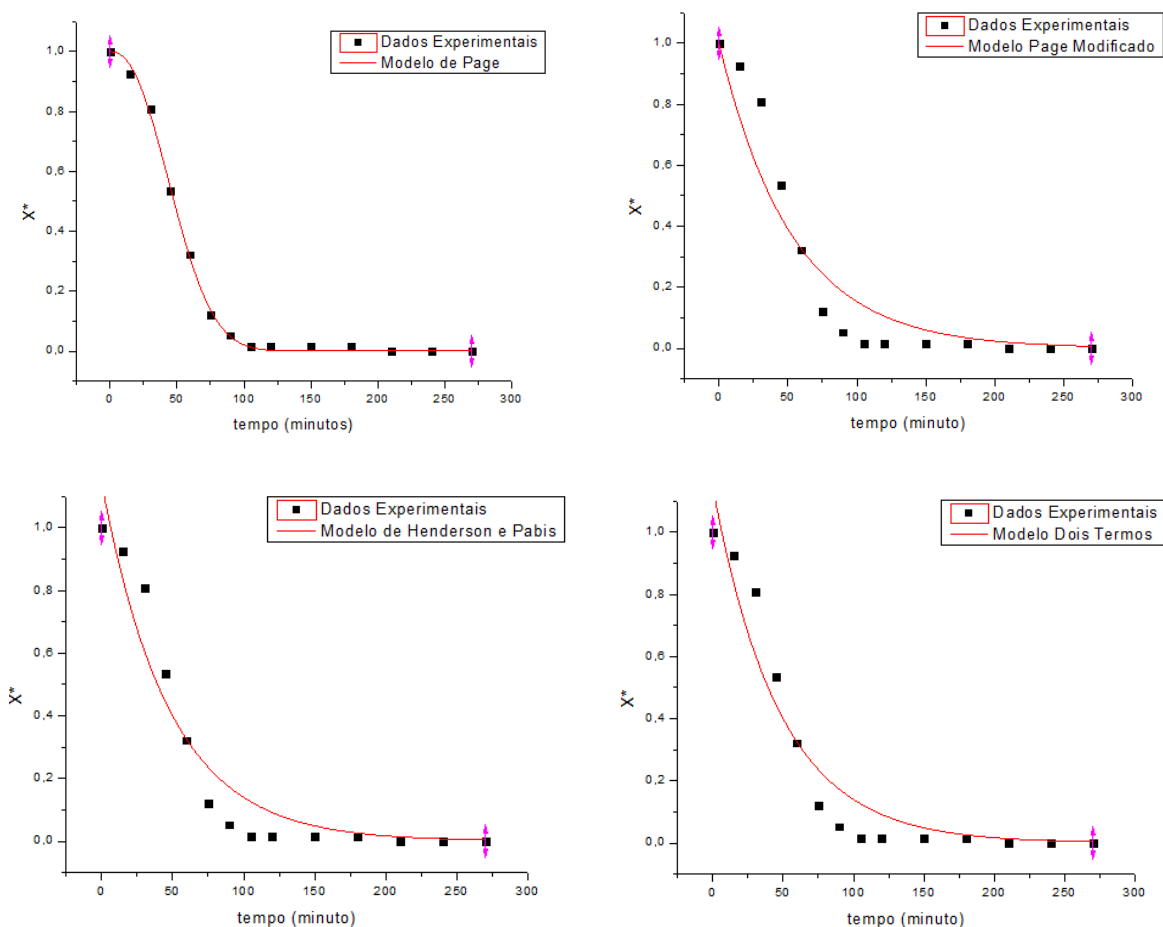 Dados Experimentais
Modelo de Page
1,0
0,8
0,6
0,4
0,2
0,0
X*
0 50 100 150 200 250 300
tempo (minutos)
Dados Experimentais
Modelo Page Modificado
1,0
0,8
0,6
0,4
0,2
0,0
X*
0 50 100 150 200 250 300
tempo (minuto)
Dados Experimentais
Modelo de Henderson e Pabis
1,0
0,8
0,6
0,4
0,2
0,0
X*
0 50 100 150 200 250 300
tempo (minuto)
Dados Experimentais
Modelo Dois Termos
1,0
0,8
0,6
0,4
0,2
0,0
X*
0 50 100 150 200 250 300
tempo (minuto)